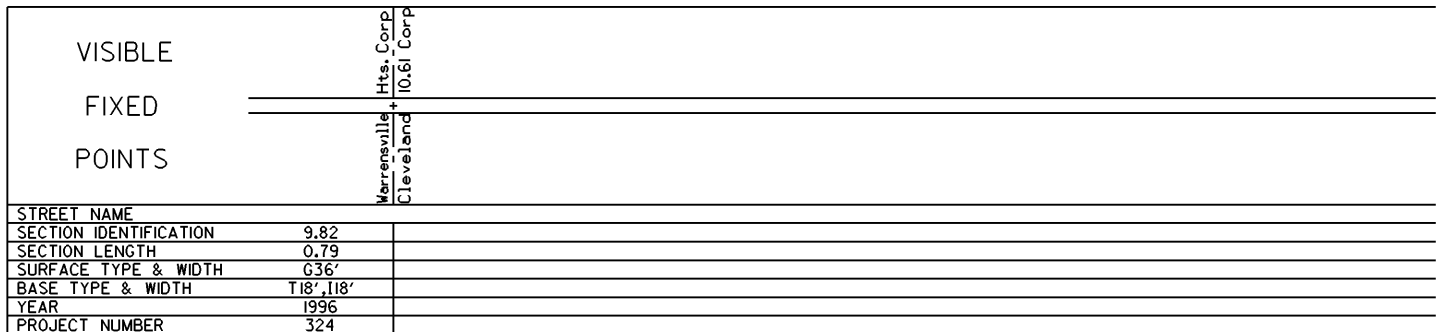 VISIBLE
FIXED
POINTS
Warrensville + Hts. Corp
Cleveland 10.61 Corp
STREET NAME
SECTION IDENTIFICATION 9.82
SECTION LENGTH 0.79
SURFACE TYPE & WIDTH G36'
BASE TYPE & WIDTH T18',I18'
YEAR 1996
PROJECT NUMBER 324